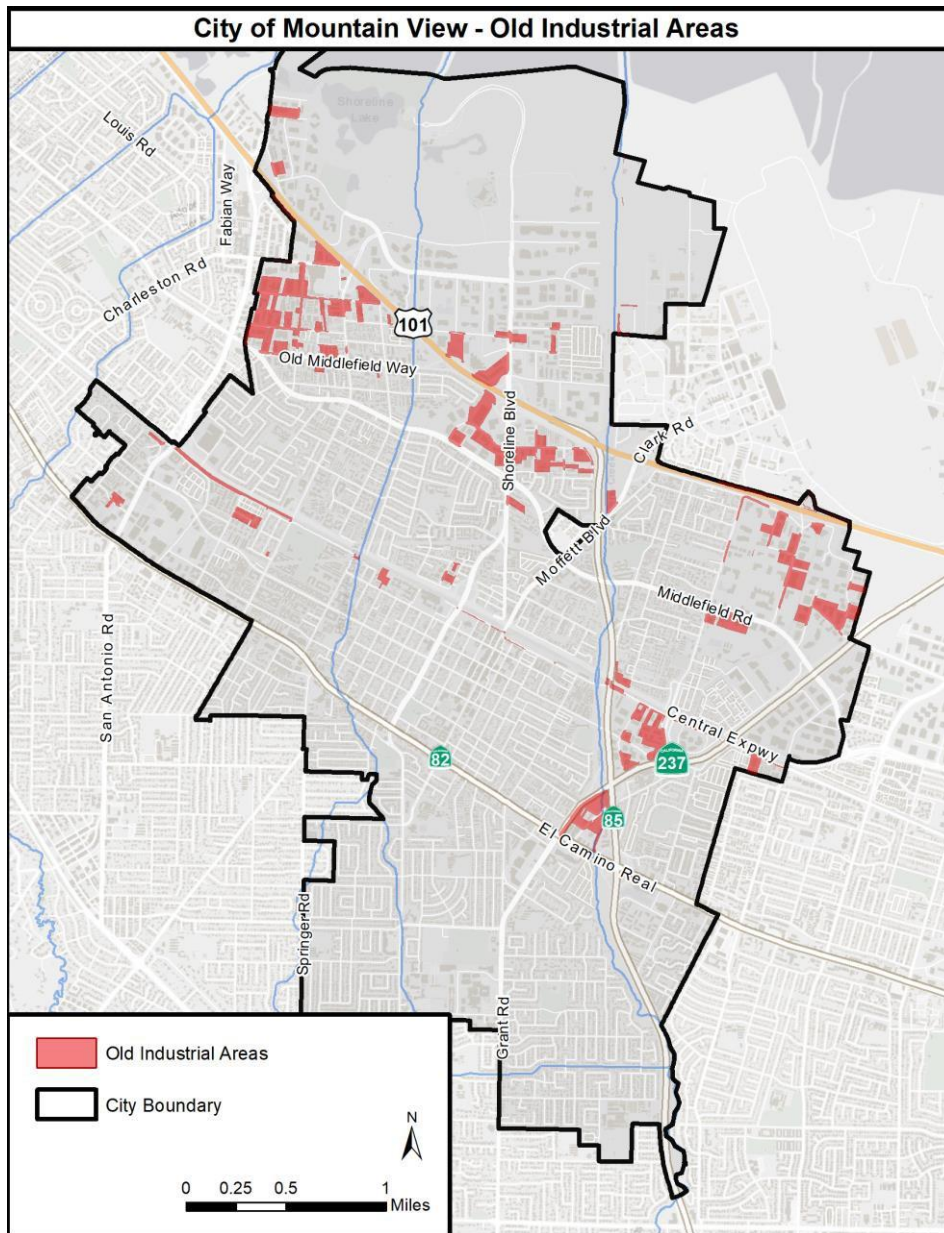 City of Mountain View - Old Industrial Areas
Shoreline
Lake
Louis Rd
Fabian Way
Charleston Rd
101
Old Middlefield Way
Shoreline Blvd
Clark Rd
Moffett Blvd
Middlefield Rd
San Antonio Rd
Central Expwy
82
CALIFORNIA
237
85
El Camino Real
Springer Rd
Grant Rd
Old Industrial Areas
City Boundary
N
0 0.25 0.5 1
Miles